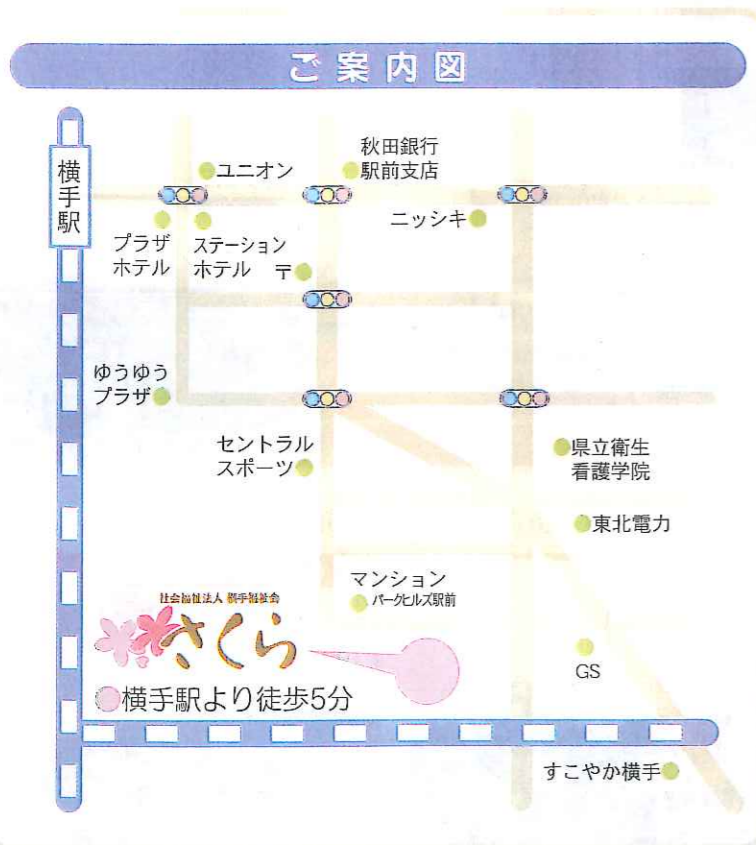 ご案内図
横手駅
ユニオン
秋田銀行
駅前支店
ニッシキ
プラザ
ホテル
ステーション
ホテル
〒
ゆうゆう
プラザ
セントラル
スポーツ
県立衛生
看護学院
東北電力
マンション
パークヒルズ駅前
社会福祉法人 横手福祉会
さくら
横手駅より徒歩5分
GS
すこやか横手